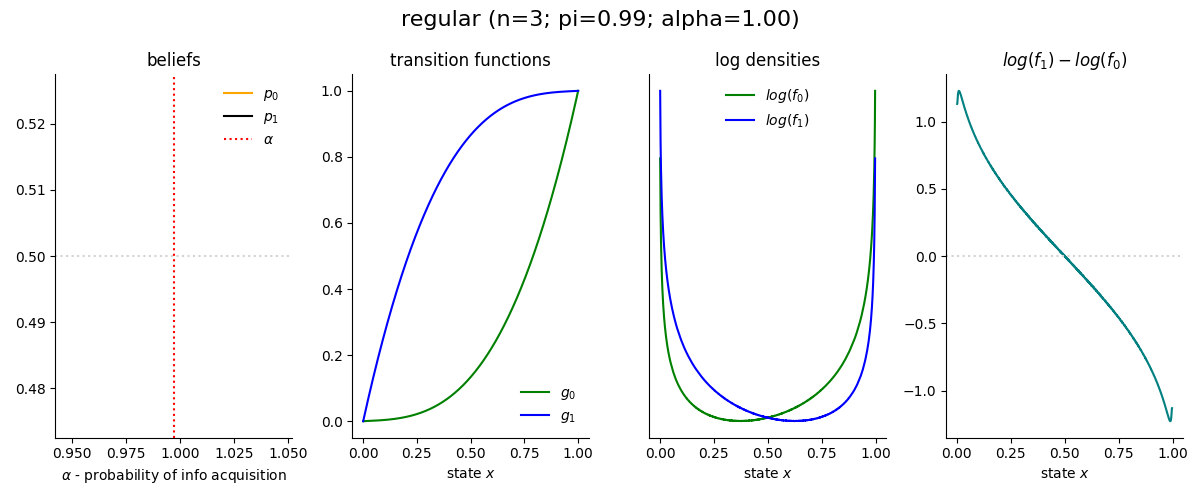 regular (n=3; pi=0.99; alpha=1.00)
beliefs
p₀
p₁
α
0.52
0.51
0.50
0.49
0.48
0.950 0.975 1.000 1.025 1.050
α - probability of info acquisition
transition functions
1.0
0.8
0.6
0.4
0.2
0.0
g₀
g₁
0.00 0.25 0.50 0.75 1.00
state x
log densities
log(f₀)
log(f₁)
0.00 0.25 0.50 0.75 1.00
state x
log(f₁) − log(f₀)
1.0
0.5
0.0
−0.5
−1.0
0.00 0.25 0.50 0.75 1.00
state x